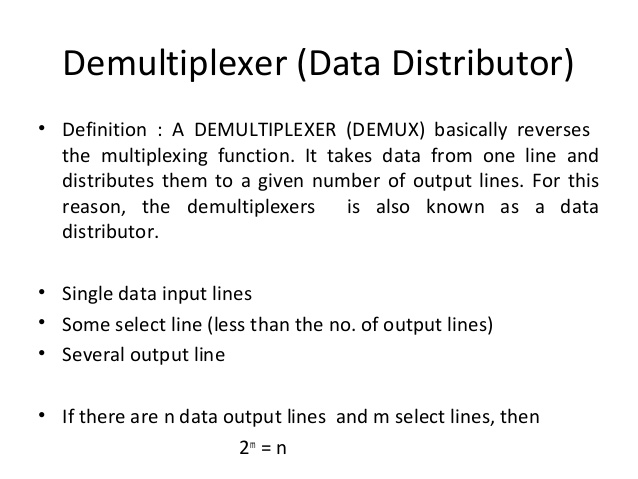 Demultiplexer (Data Distributor)
• Definition : A DEMULTIPLEXER (DEMUX) basically reverses
the multiplexing function. It takes data from one line and
distributes them to a given number of output lines. For this
reason, the demultiplexers is also known as a data
distributor.
• Single data input lines
• Some select line (less than the no. of output lines)
• Several output line
• If there are n data output lines and m select lines, then
2ᵐ = n